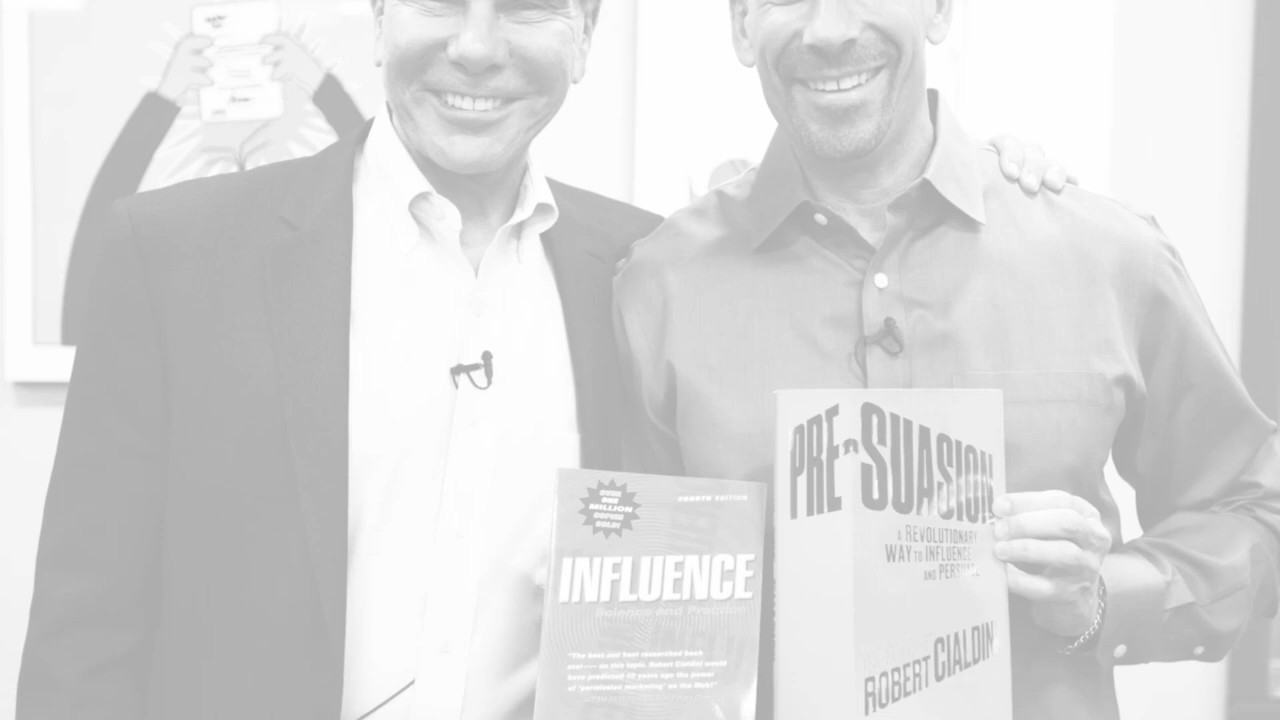 OVER
ONE
MILLION
COPIES
SOLD!
FOURTH EDITION
INFLUENCE
Science and Practice
"The best and best researched book
ever—— on this topic. Robert Cialdini would
have predicted 10 years ago the power
of "permission marketing" on the Web!"
PRE-SUASION
A REVOLUTIONARY
WAY TO INFLUENCE
AND PERSUADE
ROBERT CIALDINI